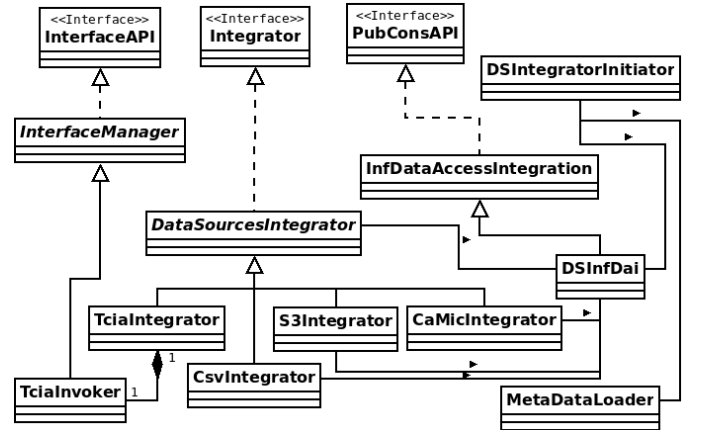 <<Interface>>
InterfaceAPI
<<Interface>>
Integrator
<<Interface>>
PubConsAPI
DSIntegratorInitiator
InterfaceManager
InfDataAccessIntegration
DataSourcesIntegrator
DSInfDai
TciaIntegrator
S3Integrator
CaMicIntegrator
1
CsvIntegrator
TciaInvoker
1
MetaDataLoader